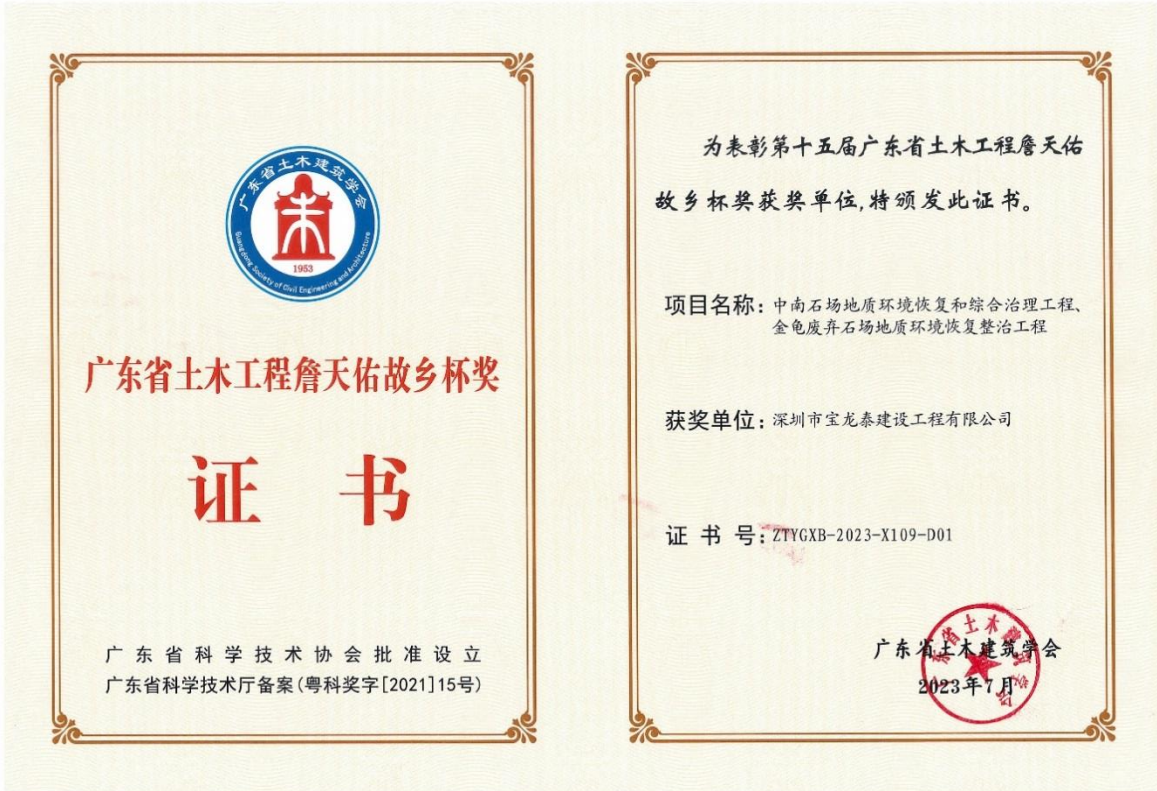 广东省土木建筑学会
1953
Guangdong Society of Civil Engineering and Architecture
广东省土木工程詹天佑故乡杯奖
证 书
广东省科学技术协会批准设立
广东省科学技术厅备案(粤科奖字[2021]15号)
为表彰第十五届广东省土木工程詹天佑
故乡杯奖获奖单位,特颁发此证书。
项目名称:中南石场地质环境恢复和综合治理工程、
金龟废弃石场地质环境恢复整治工程
获奖单位:深圳市宝龙泰建设工程有限公司
证 书 号:ZTYGXB-2023-X109-D01
广东省土木建筑学会
2023年7月
广东省土木建筑学会